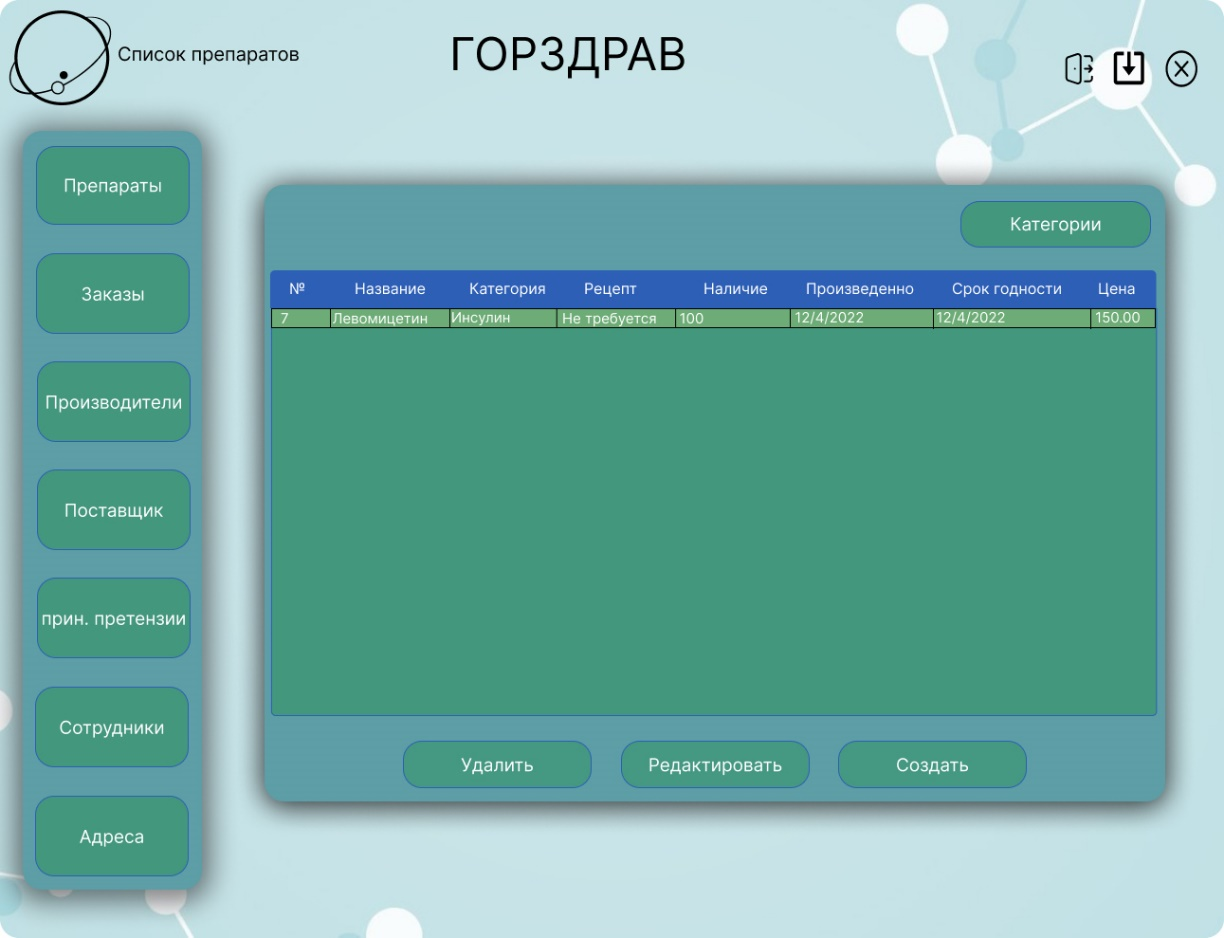 Список препаратов
ГОРЗДРАВ
Препараты
Заказы
Производители
Поставщик
прин. претензии
Сотрудники
Адреса
Категории
№ Название Категория Рецепт Наличие Произведенно Срок годности Цена
7 Левомицетин Инсулин Не требуется 100 12/4/2022 12/4/2022 150.00
Удалить Редактировать Создать